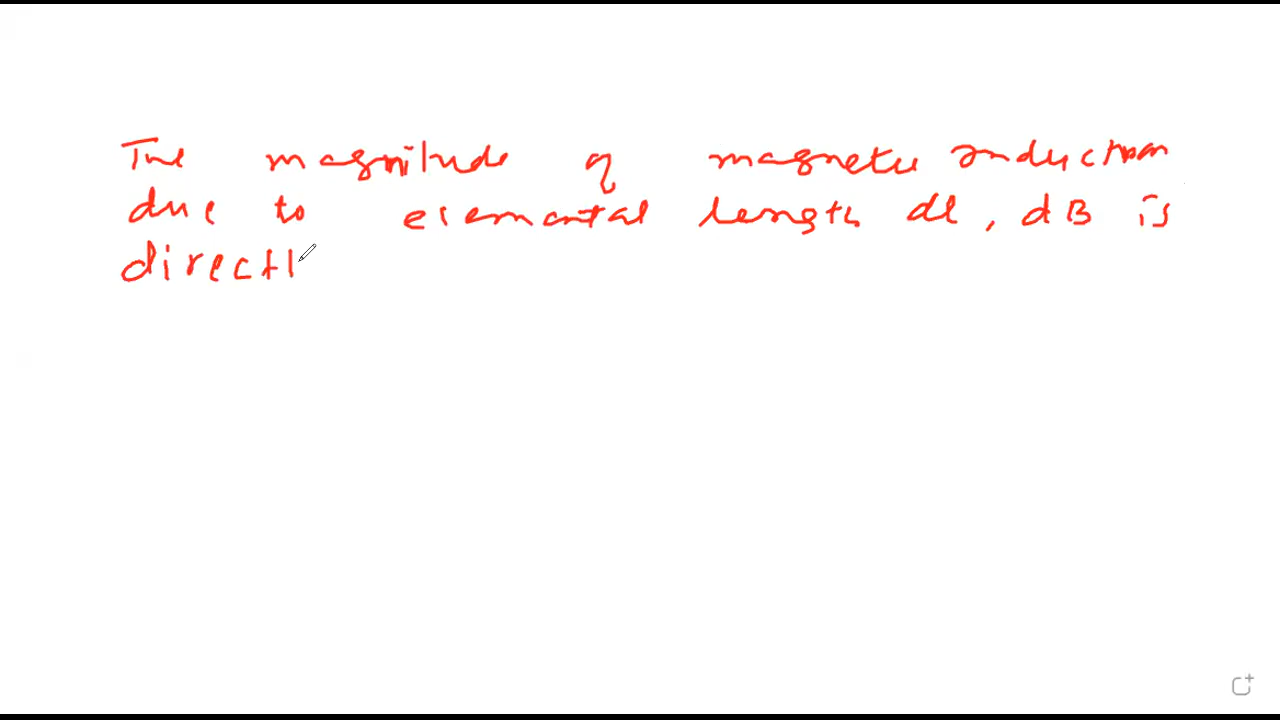 The magnitude of magnetic induction
due to elemental length dl, dB is
directl